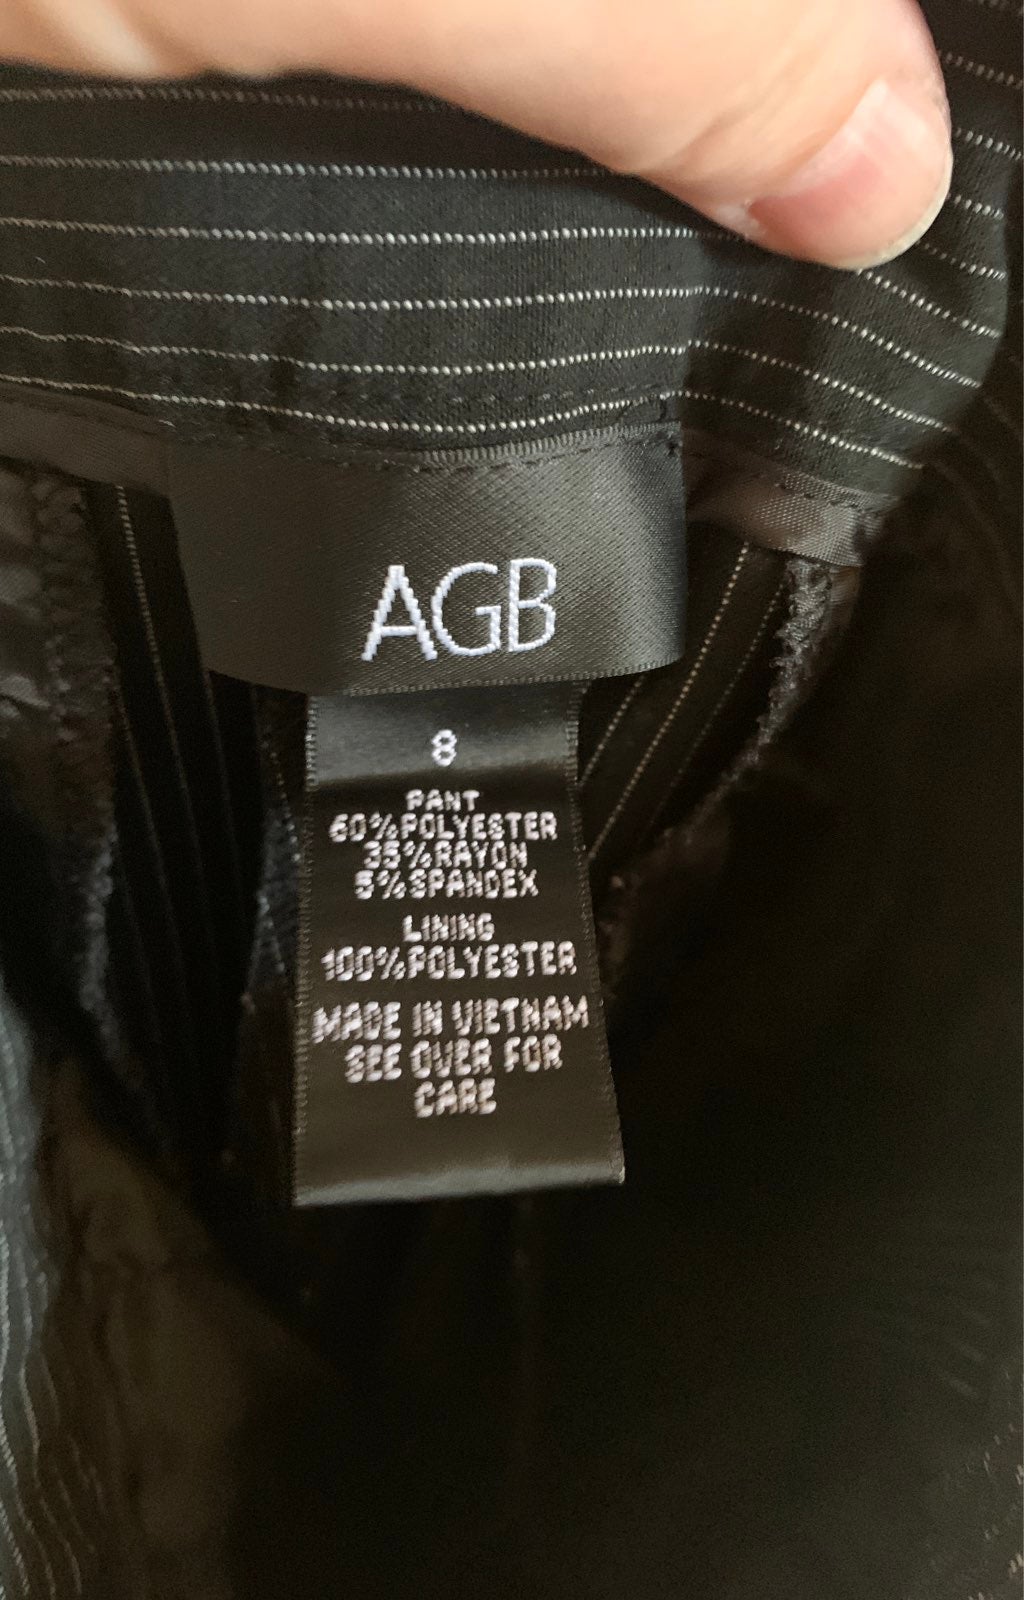 AGB
8
PANT
60%POLYESTER
35%RAYON
5%SPANDEX
LINING
100%POLYESTER
MADE IN VIETNAM
SEE OVER FOR
CARE